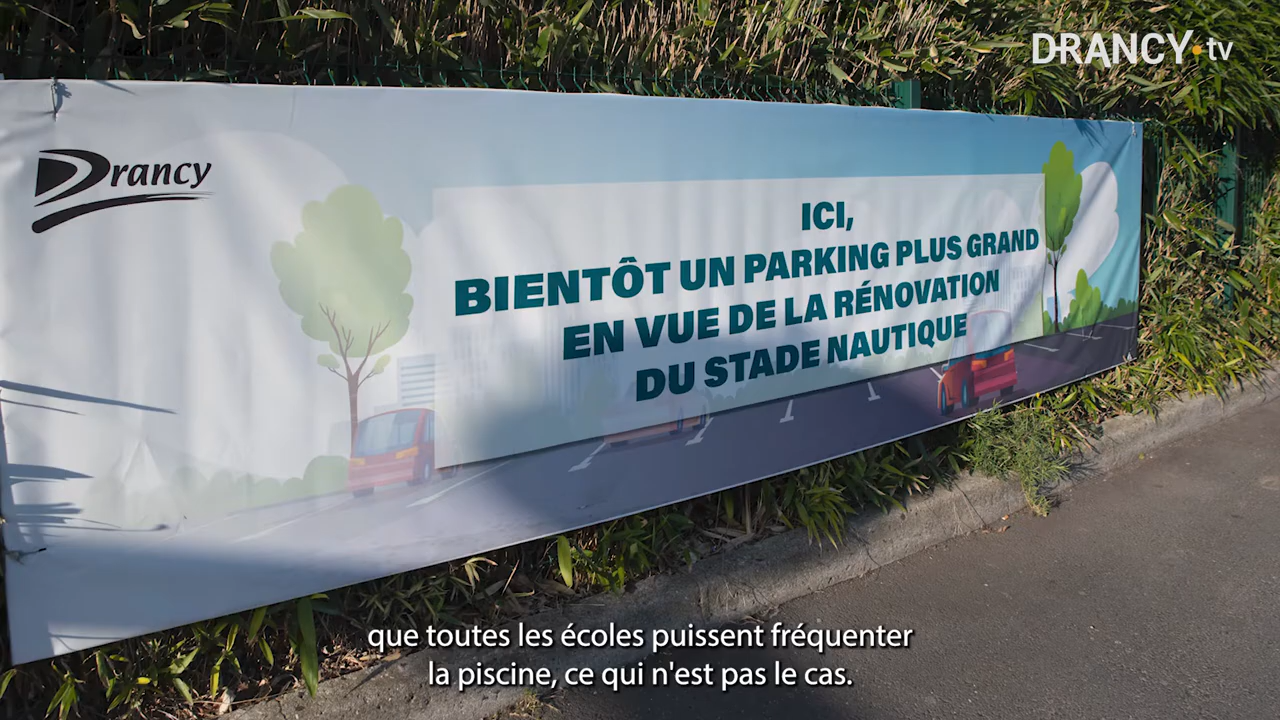 DRANCY.tv
Drancy
ICI,
BIENTÔT UN PARKING PLUS GRAND
EN VUE DE LA RÉNOVATION
DU STADE NAUTIQUE
que toutes les écoles puissent fréquenter
la piscine, ce qui n'est pas le cas.